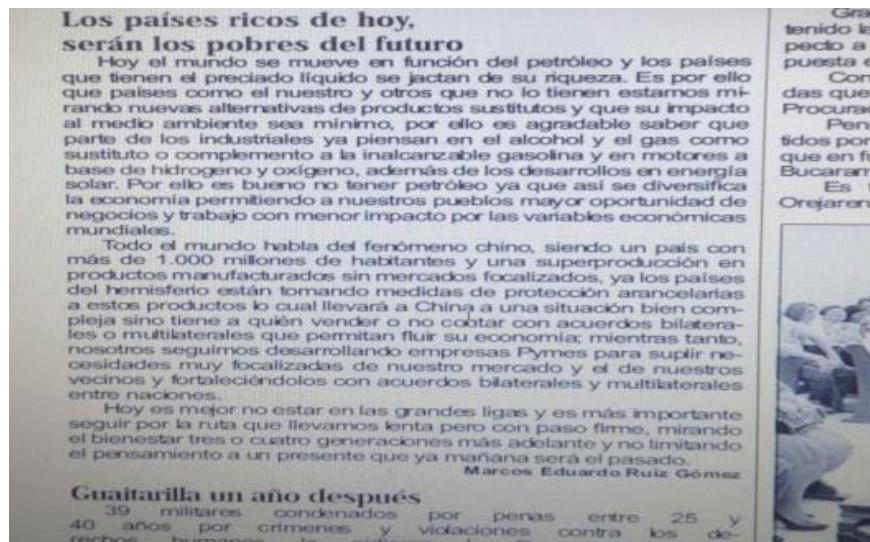 Los países ricos de hoy,
serán los pobres del futuro
Hoy el mundo se mueve en función del petróleo y los países
que tienen el preciado líquido se jactan de su riqueza. Es por ello
que países como el nuestro y otros que no lo tienen estamos mi-
rando nuevas alternativas de productos sustitutos y que su impacto
al medio ambiente sea mínimo, por ello es agradable saber que
parte de los industriales ya piensan en el alcohol y el gas como
sustituto o complemento a la inalcanzable gasolina y en motores a
base de hidrogeno y oxígeno, además de los desarrollos en energía
solar. Por ello es bueno no tener petróleo ya que así se diversifica
la economía permitiendo a nuestros pueblos mayor oportunidad de
negocios y trabajo con menor impacto por las variables económicas
mundiales.
Todo el mundo habla del fenómeno chino, siendo un país con
más de 1.000 millones de habitantes y una superproducción en
productos manufacturados sin mercados focalizados, ya los países
del hemisferio están tomando medidas de protección arancelarias
a estos productos lo cual llevará a China a una situación bien com-
pleja sino tiene a quién vender o no contar con acuerdos bilatera-
les o multilaterales que permitan fluir su economía; mientras tanto,
nosotros seguimos desarrollando empresas Pymes para suplir ne-
cesidades muy focalizadas de nuestro mercado y el de nuestros
vecinos y fortaleciéndolos con acuerdos bilaterales y multilaterales
entre naciones.
Hoy es mejor no estar en las grandes ligas y es más importante
seguir por la ruta que llevamos lenta pero con paso firme, mirando
el bienestar tres o cuatro generaciones más adelante y no limitando
el pensamiento a un presente que ya mañana será el pasado.
Marcos Eduardo Ruiz Gómez
Guaitarilla un año después
39 militares condenados por penas entre 25 y
40 años por crímenes y violaciones contra los de-
rechos humanos
Gra
tenido la
pecto a
puesta e
Con
das que
Procurad
Pen
tidos por
que en fu
Bucaram
Es
Orejaren